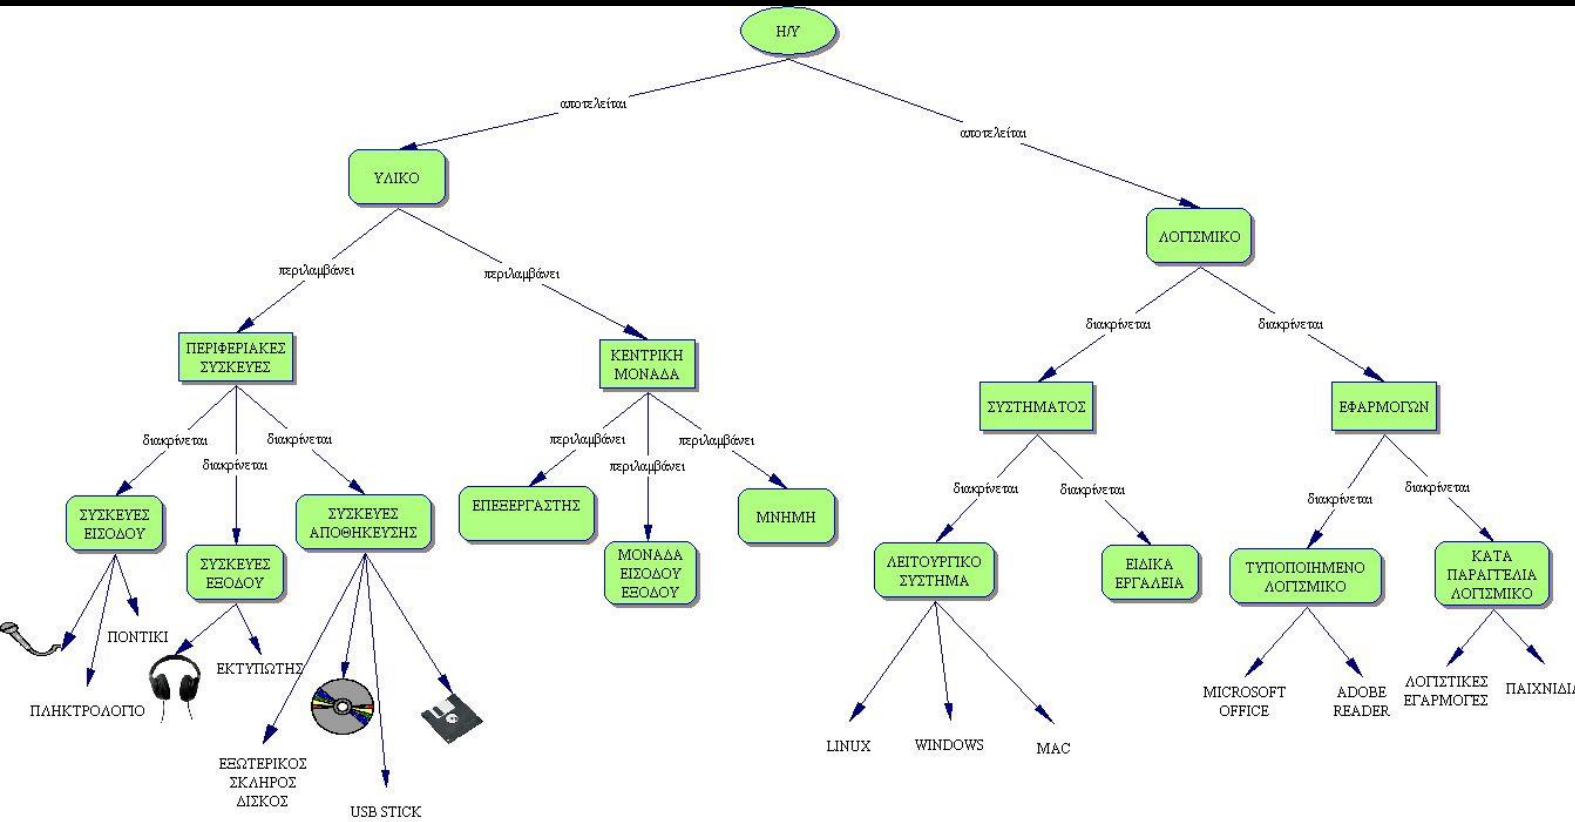 Η/Υ
αποτελείται
αποτελείται
ΥΛΙΚΟ
ΛΟΓΙΣΜΙΚΟ
περιλαμβάνει
περιλαμβάνει
διακρίνεται
διακρίνεται
ΠΕΡΙΦΕΡΙΑΚΕΣ
ΣΥΣΚΕΥΕΣ
ΚΕΝΤΡΙΚΗ
ΜΟΝΑΔΑ
ΣΥΣΤΗΜΑΤΟΣ
ΕΦΑΡΜΟΓΩΝ
διακρίνεται
διακρίνεται
διακρίνεται
περιλαμβάνει
περιλαμβάνει
περιλαμβάνει
διακρίνεται
διακρίνεται
διακρίνεται
διακρίνεται
ΣΥΣΚΕΥΕΣ
ΕΙΣΟΔΟΥ
ΣΥΣΚΕΥΕΣ
ΕΞΟΔΟΥ
ΣΥΣΚΕΥΕΣ
ΑΠΟΘΗΚΕΥΣΗΣ
ΕΠΕΞΕΡΓΑΣΤΗΣ
ΜΟΝΑΔΑ
ΕΙΣΟΔΟΥ
ΕΞΟΔΟΥ
ΜΝΗΜΗ
ΛΕΙΤΟΥΡΓΙΚΟ
ΣΥΣΤΗΜΑ
ΕΙΔΙΚΑ
ΕΡΓΑΛΕΙΑ
ΤΥΠΟΠΟΙΗΜΕΝΟ
ΛΟΓΙΣΜΙΚΟ
ΚΑΤΑ
ΠΑΡΑΓΓΕΛΙΑ
ΛΟΓΙΣΜΙΚΟ
ΠΟΝΤΙΚΙ
ΠΛΗΚΤΡΟΛΟΓΙΟ
ΕΚΤΥΠΩΤΗΣ
ΕΞΩΤΕΡΙΚΟΣ
ΣΚΛΗΡΟΣ
ΔΙΣΚΟΣ
USB STICK
LINUX
WINDOWS
MAC
MICROSOFT
OFFICE
ADOBE
READER
ΛΟΓΙΣΤΙΚΕΣ
ΕΓΑΡΜΟΓΕΣ
ΠΑΙΧΝΙΔΙΑ